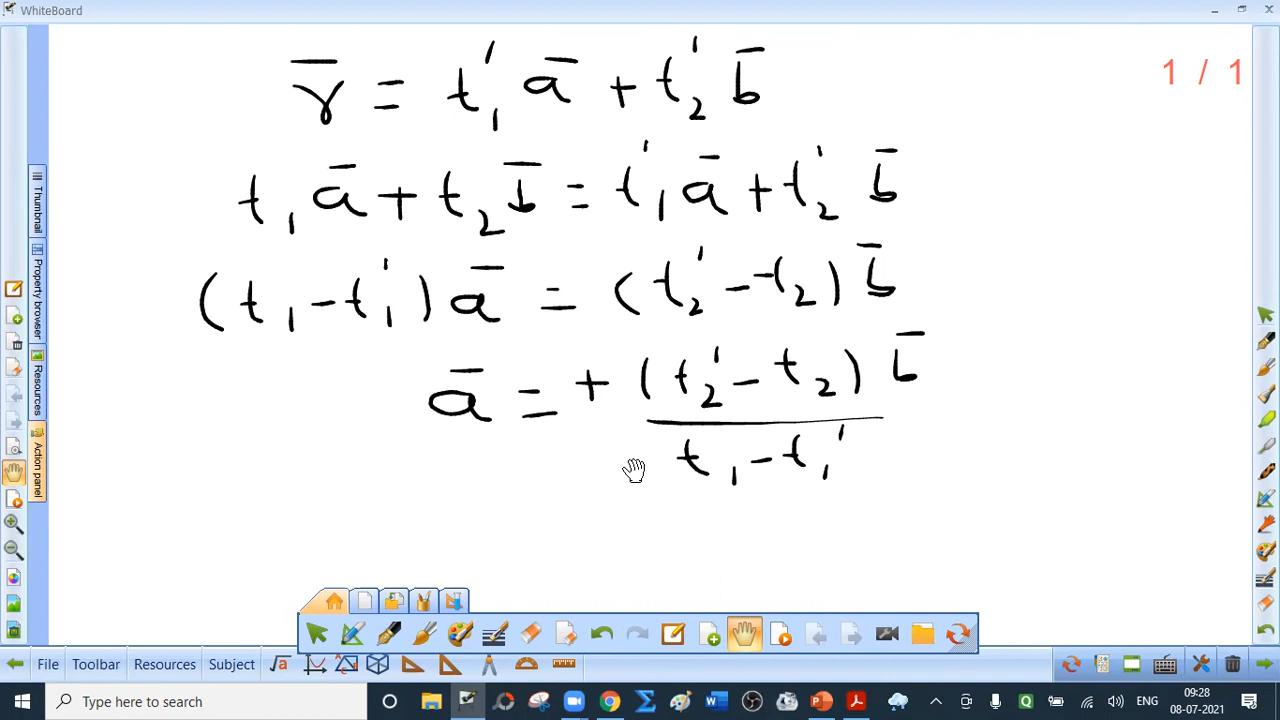 WhiteBoard
1 / 1
r̄ = t₁' ā + t₂' b̄
t₁ ā + t₂ b̄ = t₁' ā + t₂' b̄
(t₁ - t₁') ā = (t₂' - t₂) b̄
ā = + (t₂' - t₂) b̄
t₁ - t₁'
Thumbnail
Property browser
Resources
Action panel
File Toolbar Resources Subject √a
Type here to search
ENG
09:28
08-07-2021